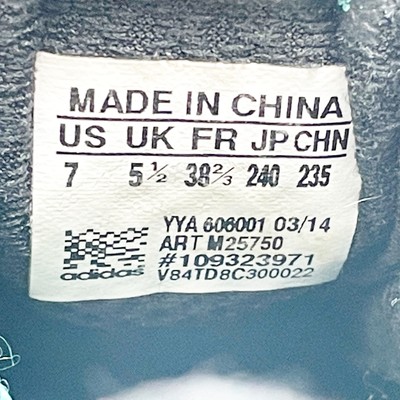 MADE IN CHINA
US UK FR JP CHN
7 5½ 38⅔ 240 235
YYA 606001 03/14
ART M25750
#109323971
adidas V84TD8C300022